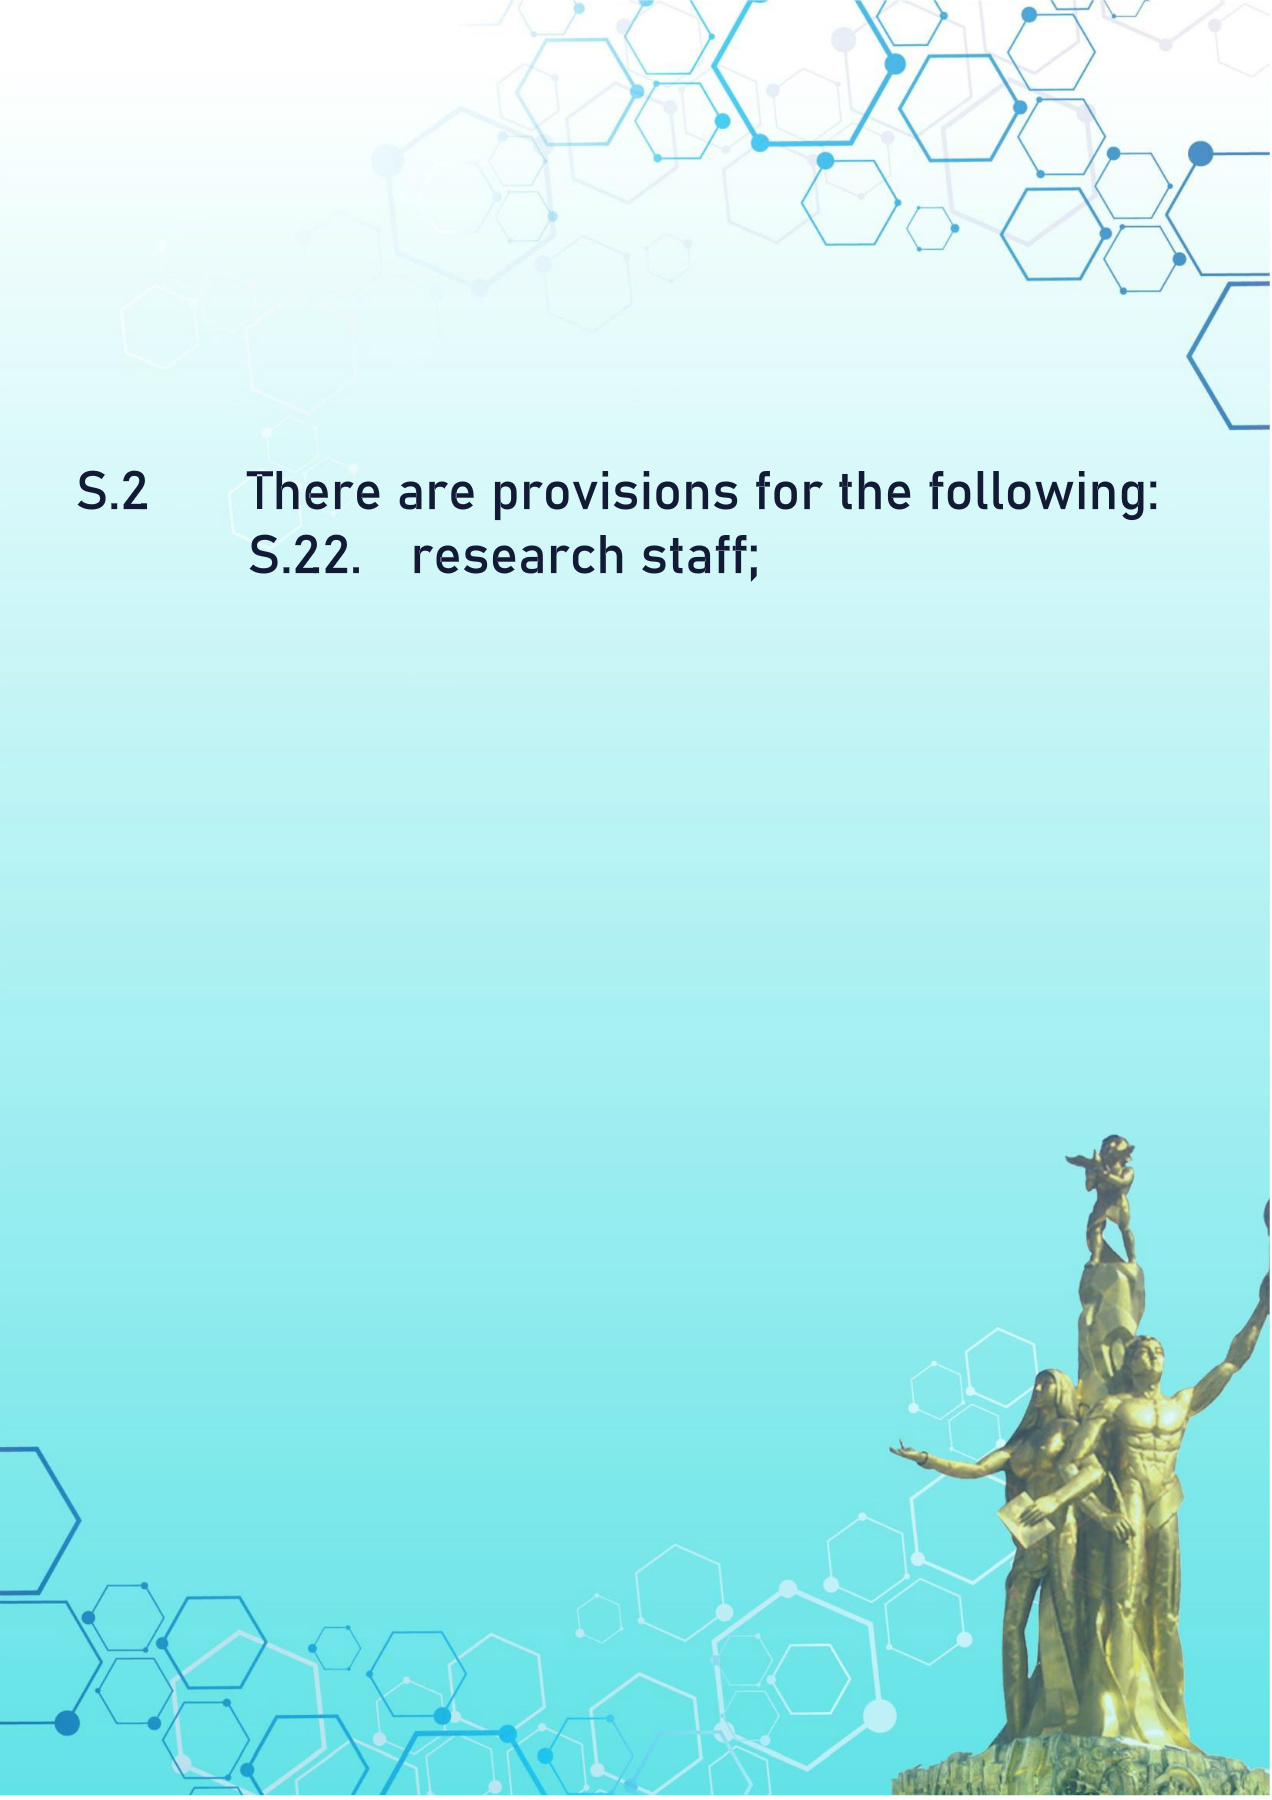 S.2 There are provisions for the following:
S.22. research staff;